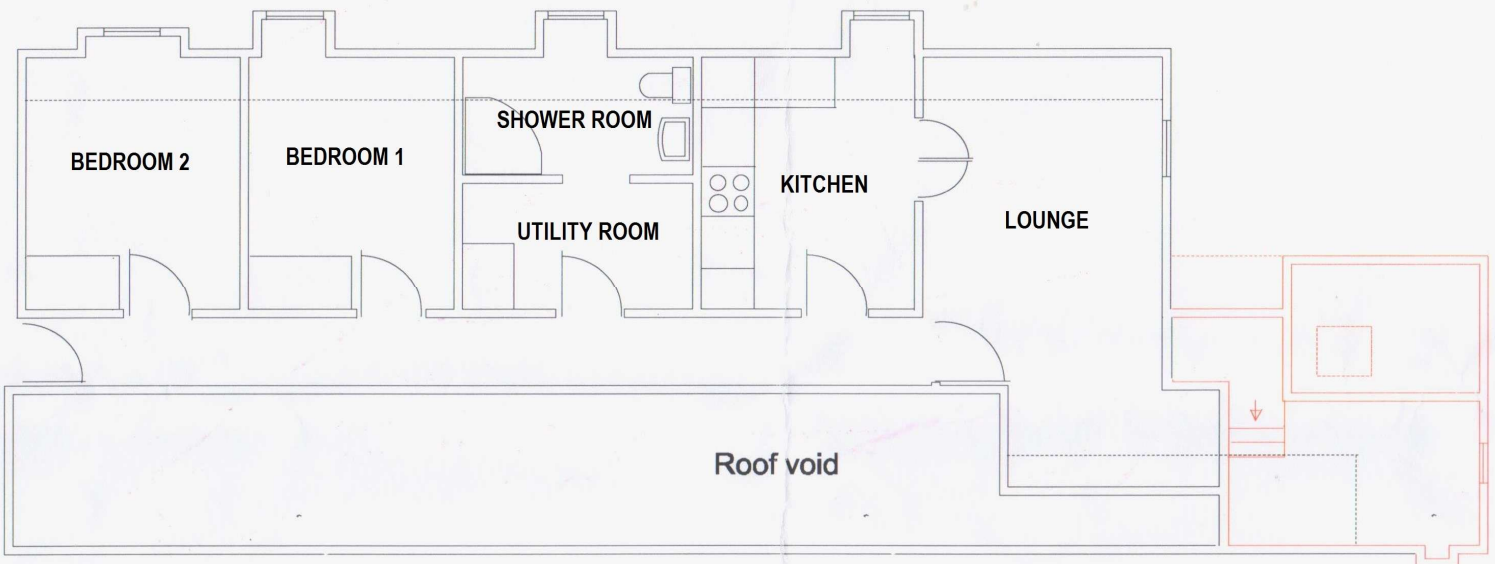 SHOWER ROOM
BEDROOM 2
BEDROOM 1
KITCHEN
LOUNGE
UTILITY ROOM
Roof void